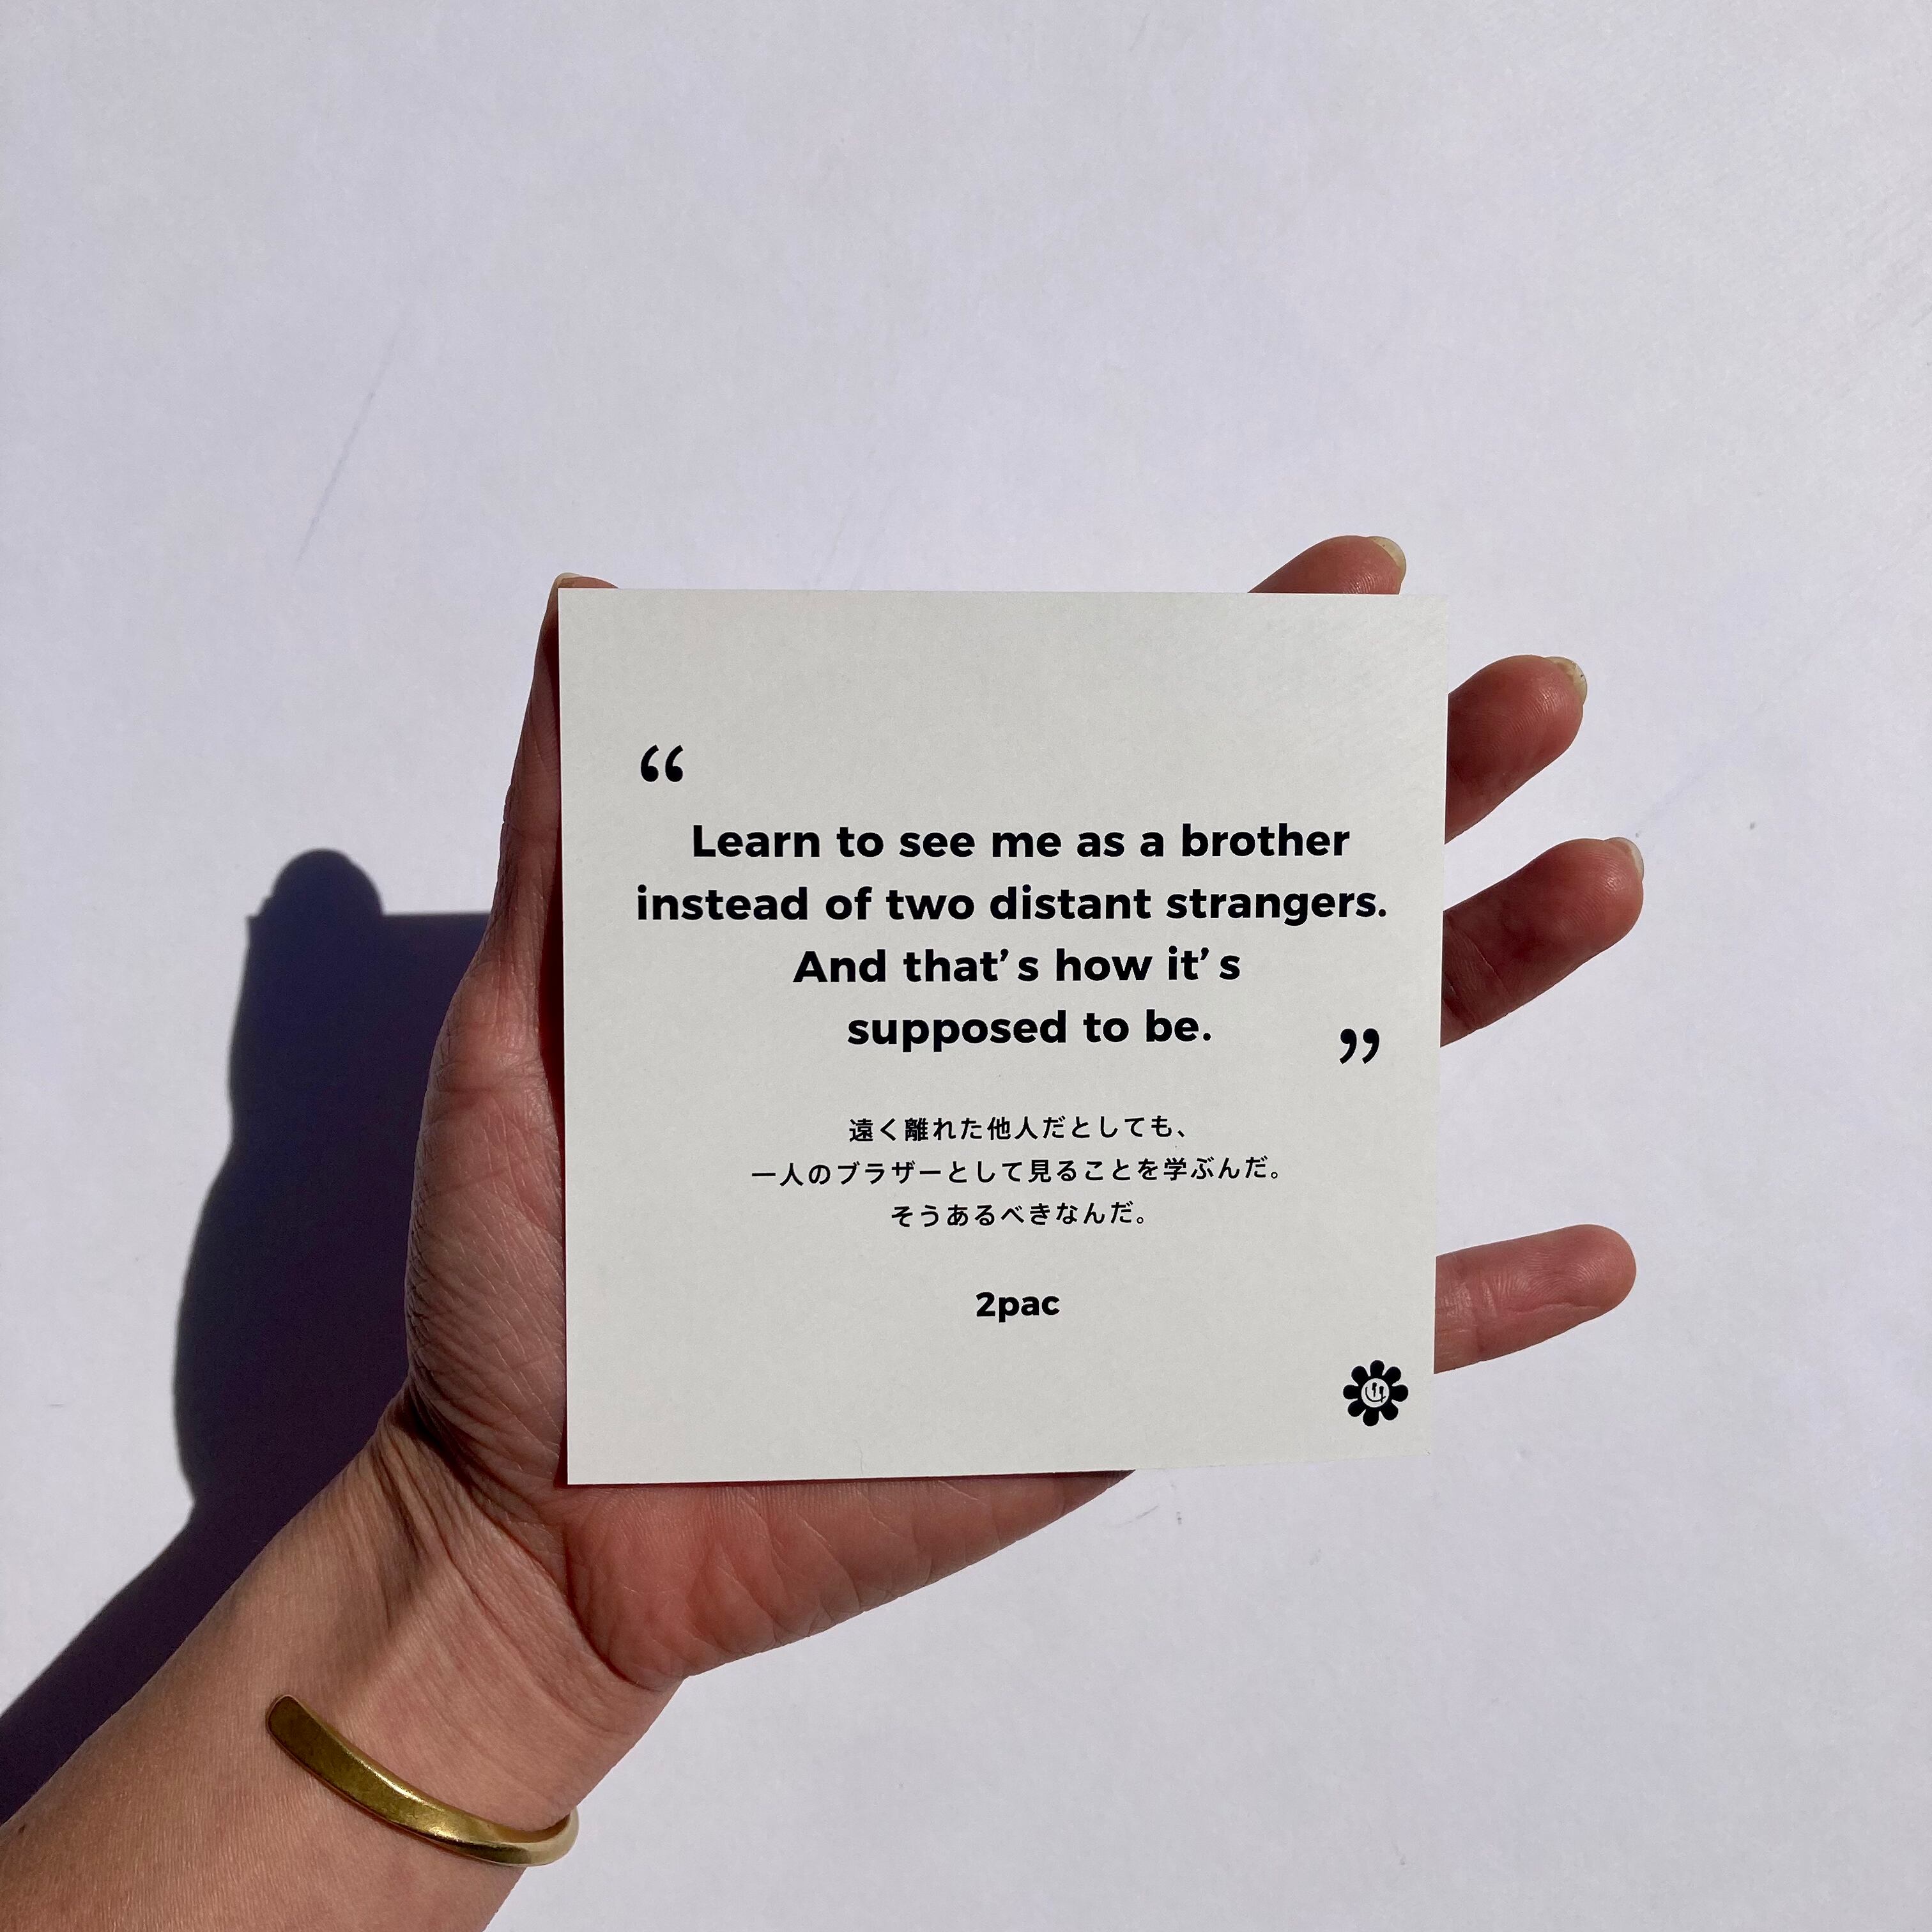 “
Learn to see me as a brother
instead of two distant strangers.
And that’s how it’s
supposed to be.
”
遠く離れた他人だとしても、
一人のブラザーとして見ることを学ぶんだ。
そうあるべきなんだ。
2pac